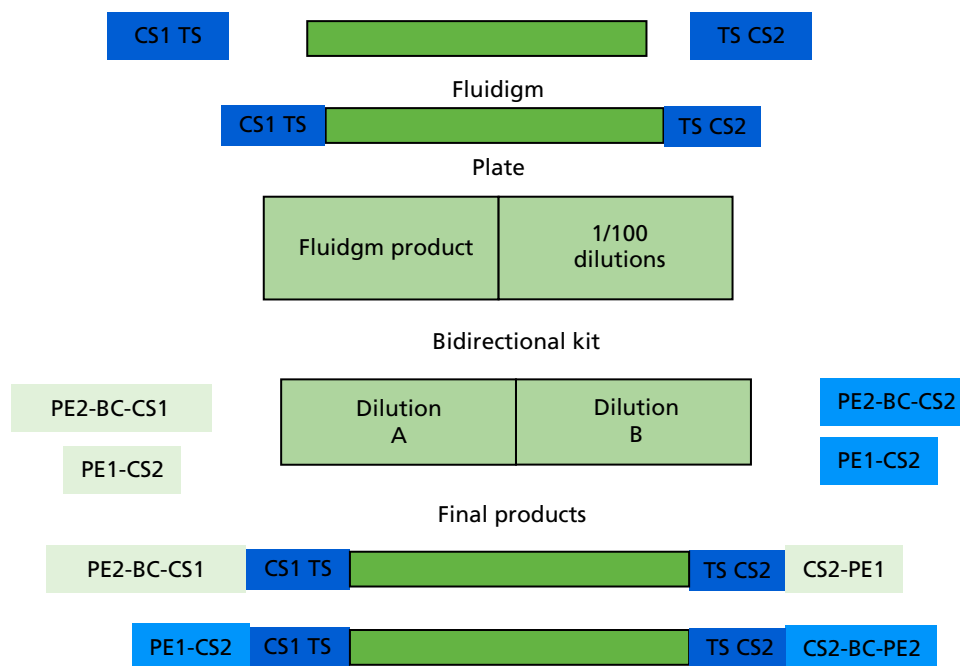 CS1 TS
TS CS2
Fluidigm
CS1 TS
TS CS2
Plate
Fluidgm product
1/100
dilutions
Bidirectional kit
PE2-BC-CS1
Dilution
A
Dilution
B
PE2-BC-CS2
PE1-CS2
PE1-CS2
Final products
PE2-BC-CS1
CS1 TS
TS CS2
CS2-PE1
PE1-CS2
CS1 TS
TS CS2
CS2-BC-PE2